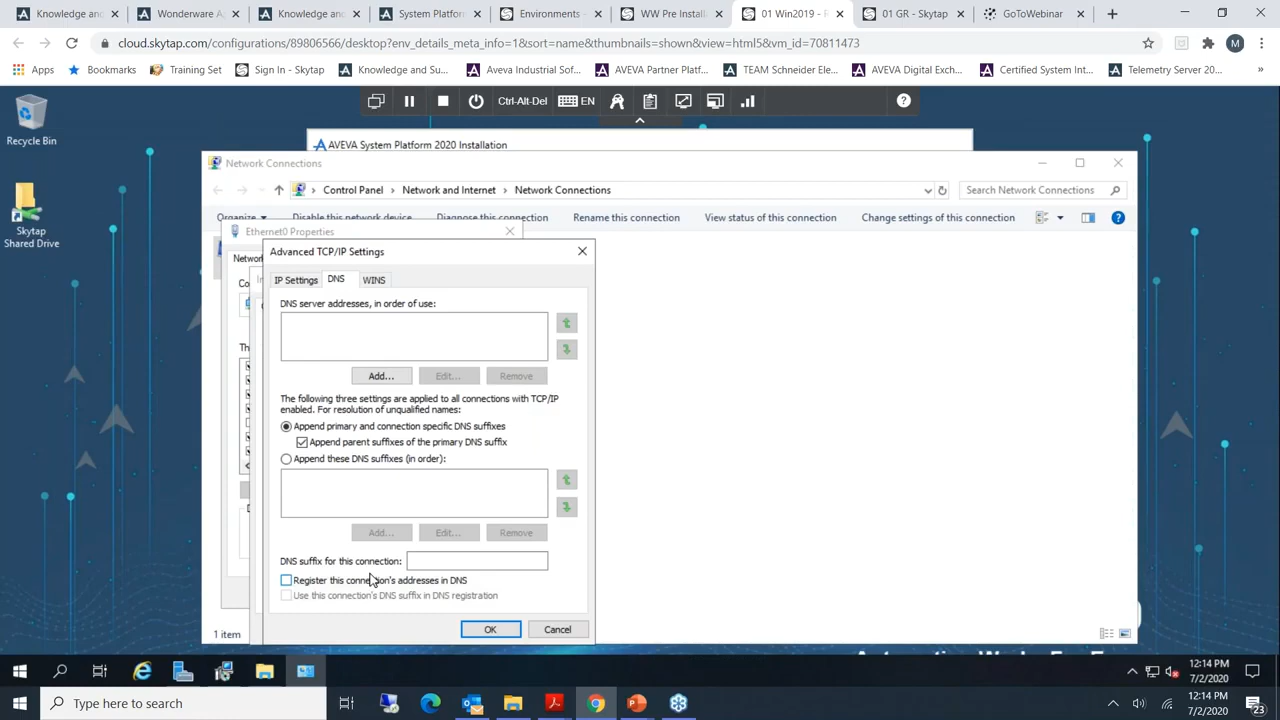 Knowledge and
Wonderware A
Knowledge and
System Platform
Environments -
WW Pre Install
01 Win2019 -
01 GR - Skytap
GoToWebinar
cloud.skytap.com/configurations/89806566/desktop?env_details_meta_info=1&sort=name&thumbnails=shown&view=html5&vm_id=70811473
M
Apps
Bookmarks
Training Set
Sign In - Skytap
Knowledge and Su...
Aveva Industrial Sof...
AVEVA Partner Platf...
TEAM Schneider Ele...
AVEVA Digital Exch...
Certified System Int...
Telemetry Server 20...
»
Ctrl-Alt-Del
EN
Recycle Bin
Skytap
Shared Drive
AVEVA System Platform 2020 Installation
Network Connections
Control Panel
Network and Internet
Network Connections
Search Network Connections
Organize
Disable this network device
Diagnose this connection
Rename this connection
View status of this connection
Change settings of this connection
Ethernet0 Properties
Advanced TCP/IP Settings
IP Settings
DNS
WINS
DNS server addresses, in order of use:
Add...
Edit...
Remove
The following three settings are applied to all connections with TCP/IP
enabled. For resolution of unqualified names:
Append primary and connection specific DNS suffixes
Append parent suffixes of the primary DNS suffix
Append these DNS suffixes (in order):
Add...
Edit...
Remove
DNS suffix for this connection:
Register this connection's addresses in DNS
Use this connection's DNS suffix in DNS registration
OK
Cancel
1 item
12:14 PM
7/2/2020
Type here to search
12:14 PM
7/2/2020
23